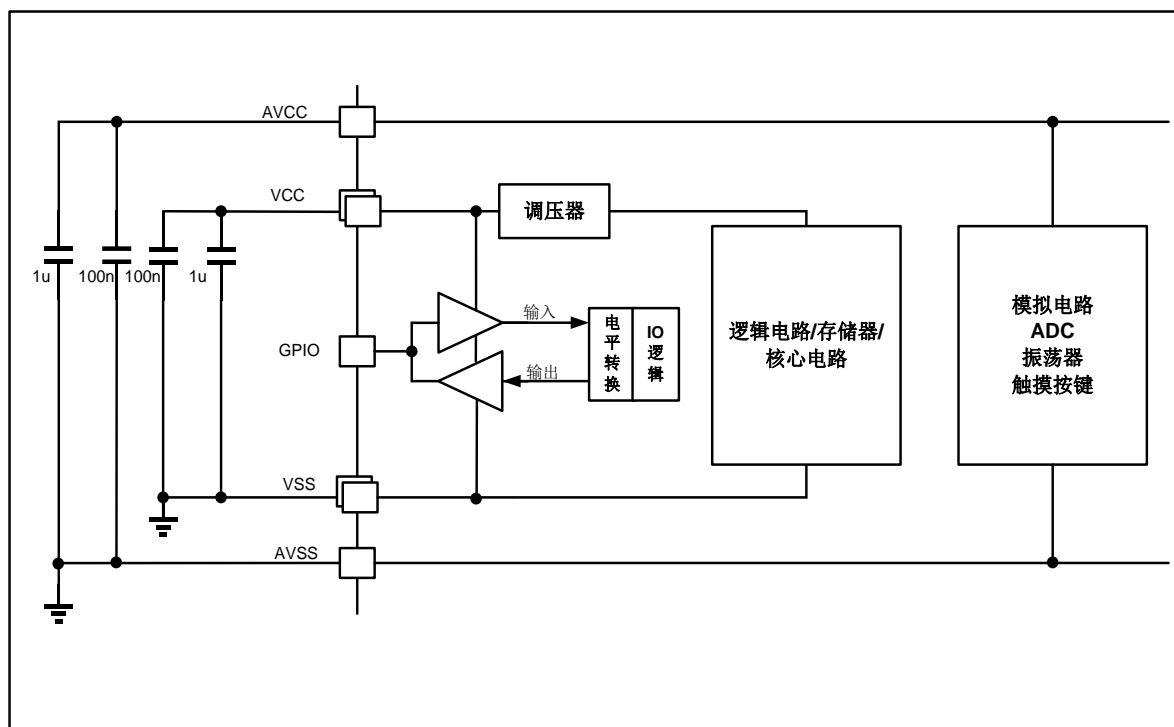 AVCC
VCC
调压器
1u
100n
100n
1u
GPIO
输入
输出
电
平
转
换
IO
逻
辑
逻辑电路/存储器/
核心电路
模拟电路
ADC
振荡器
触摸按键
VSS
AVSS